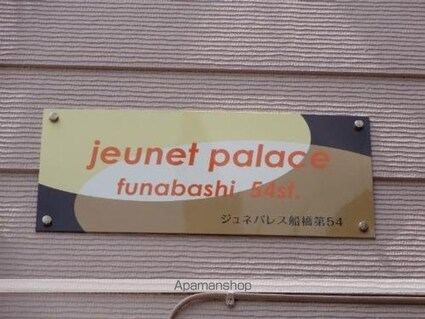 jeunet palace
funabashi. 54st.
ジュネパレス船橋第54
Apamanshop